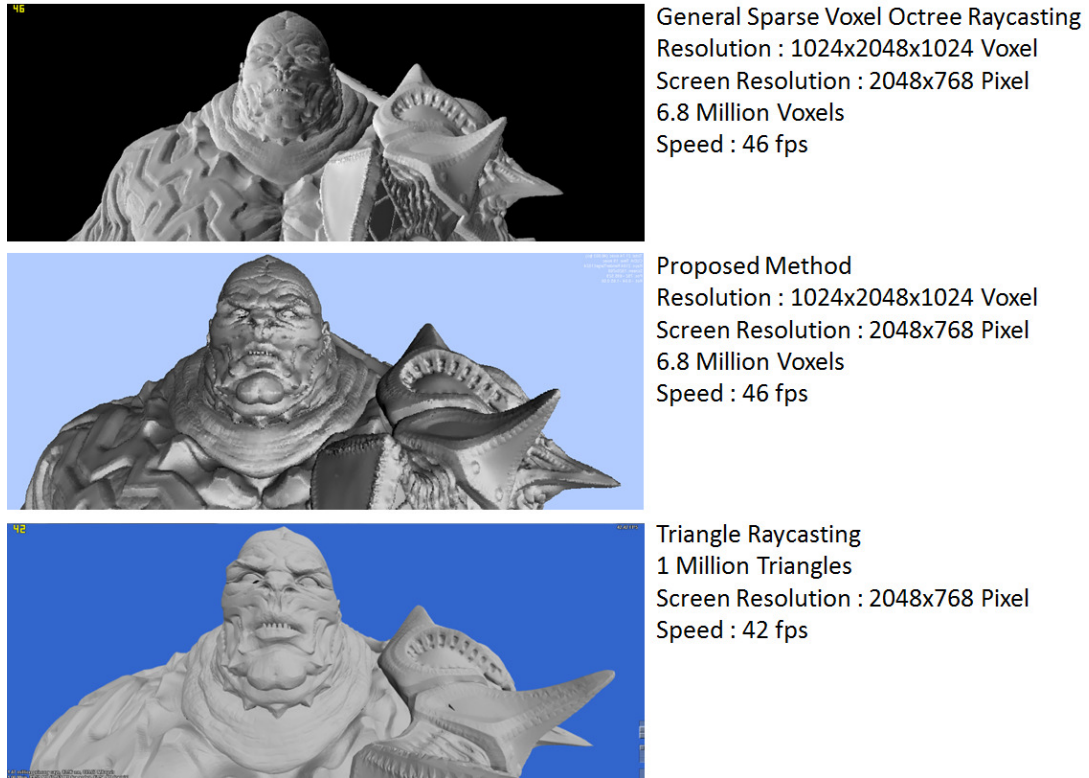 46
General Sparse Voxel Octree Raycasting
Resolution : 1024x2048x1024 Voxel
Screen Resolution : 2048x768 Pixel
6.8 Million Voxels
Speed : 46 fps
Proposed Method
Resolution : 1024x2048x1024 Voxel
Screen Resolution : 2048x768 Pixel
6.8 Million Voxels
Speed : 46 fps
42
Triangle Raycasting
1 Million Triangles
Screen Resolution : 2048x768 Pixel
Speed : 42 fps